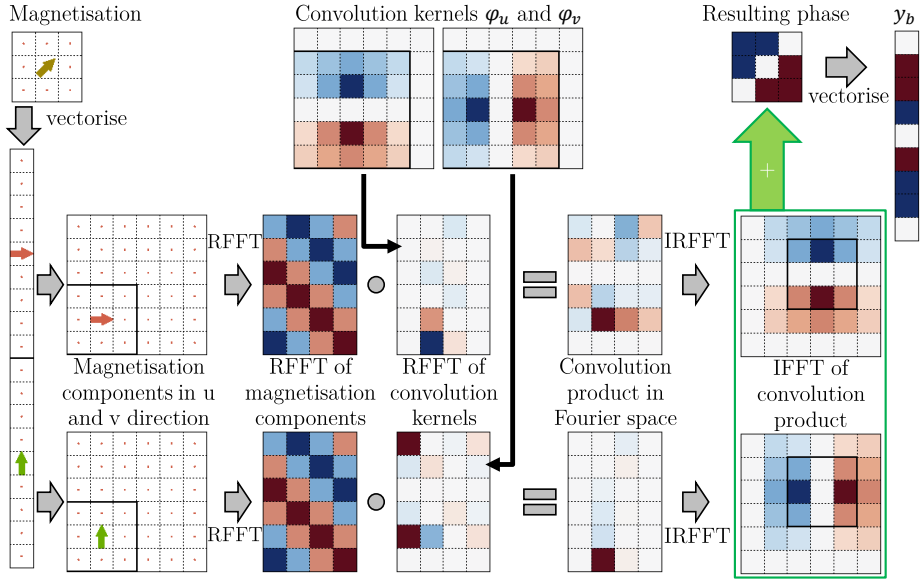 Magnetisation
Convolution kernels φᵤ and φᵥ
Resulting phase
y_b
vectorise
vectorise
+
RFFT
IRFFT
Magnetisation
components in u
and v direction
RFFT of
magnetisation
components
RFFT of
convolution
kernels
Convolution
product in
Fourier space
IFFT of
convolution
product
RFFT
IRFFT